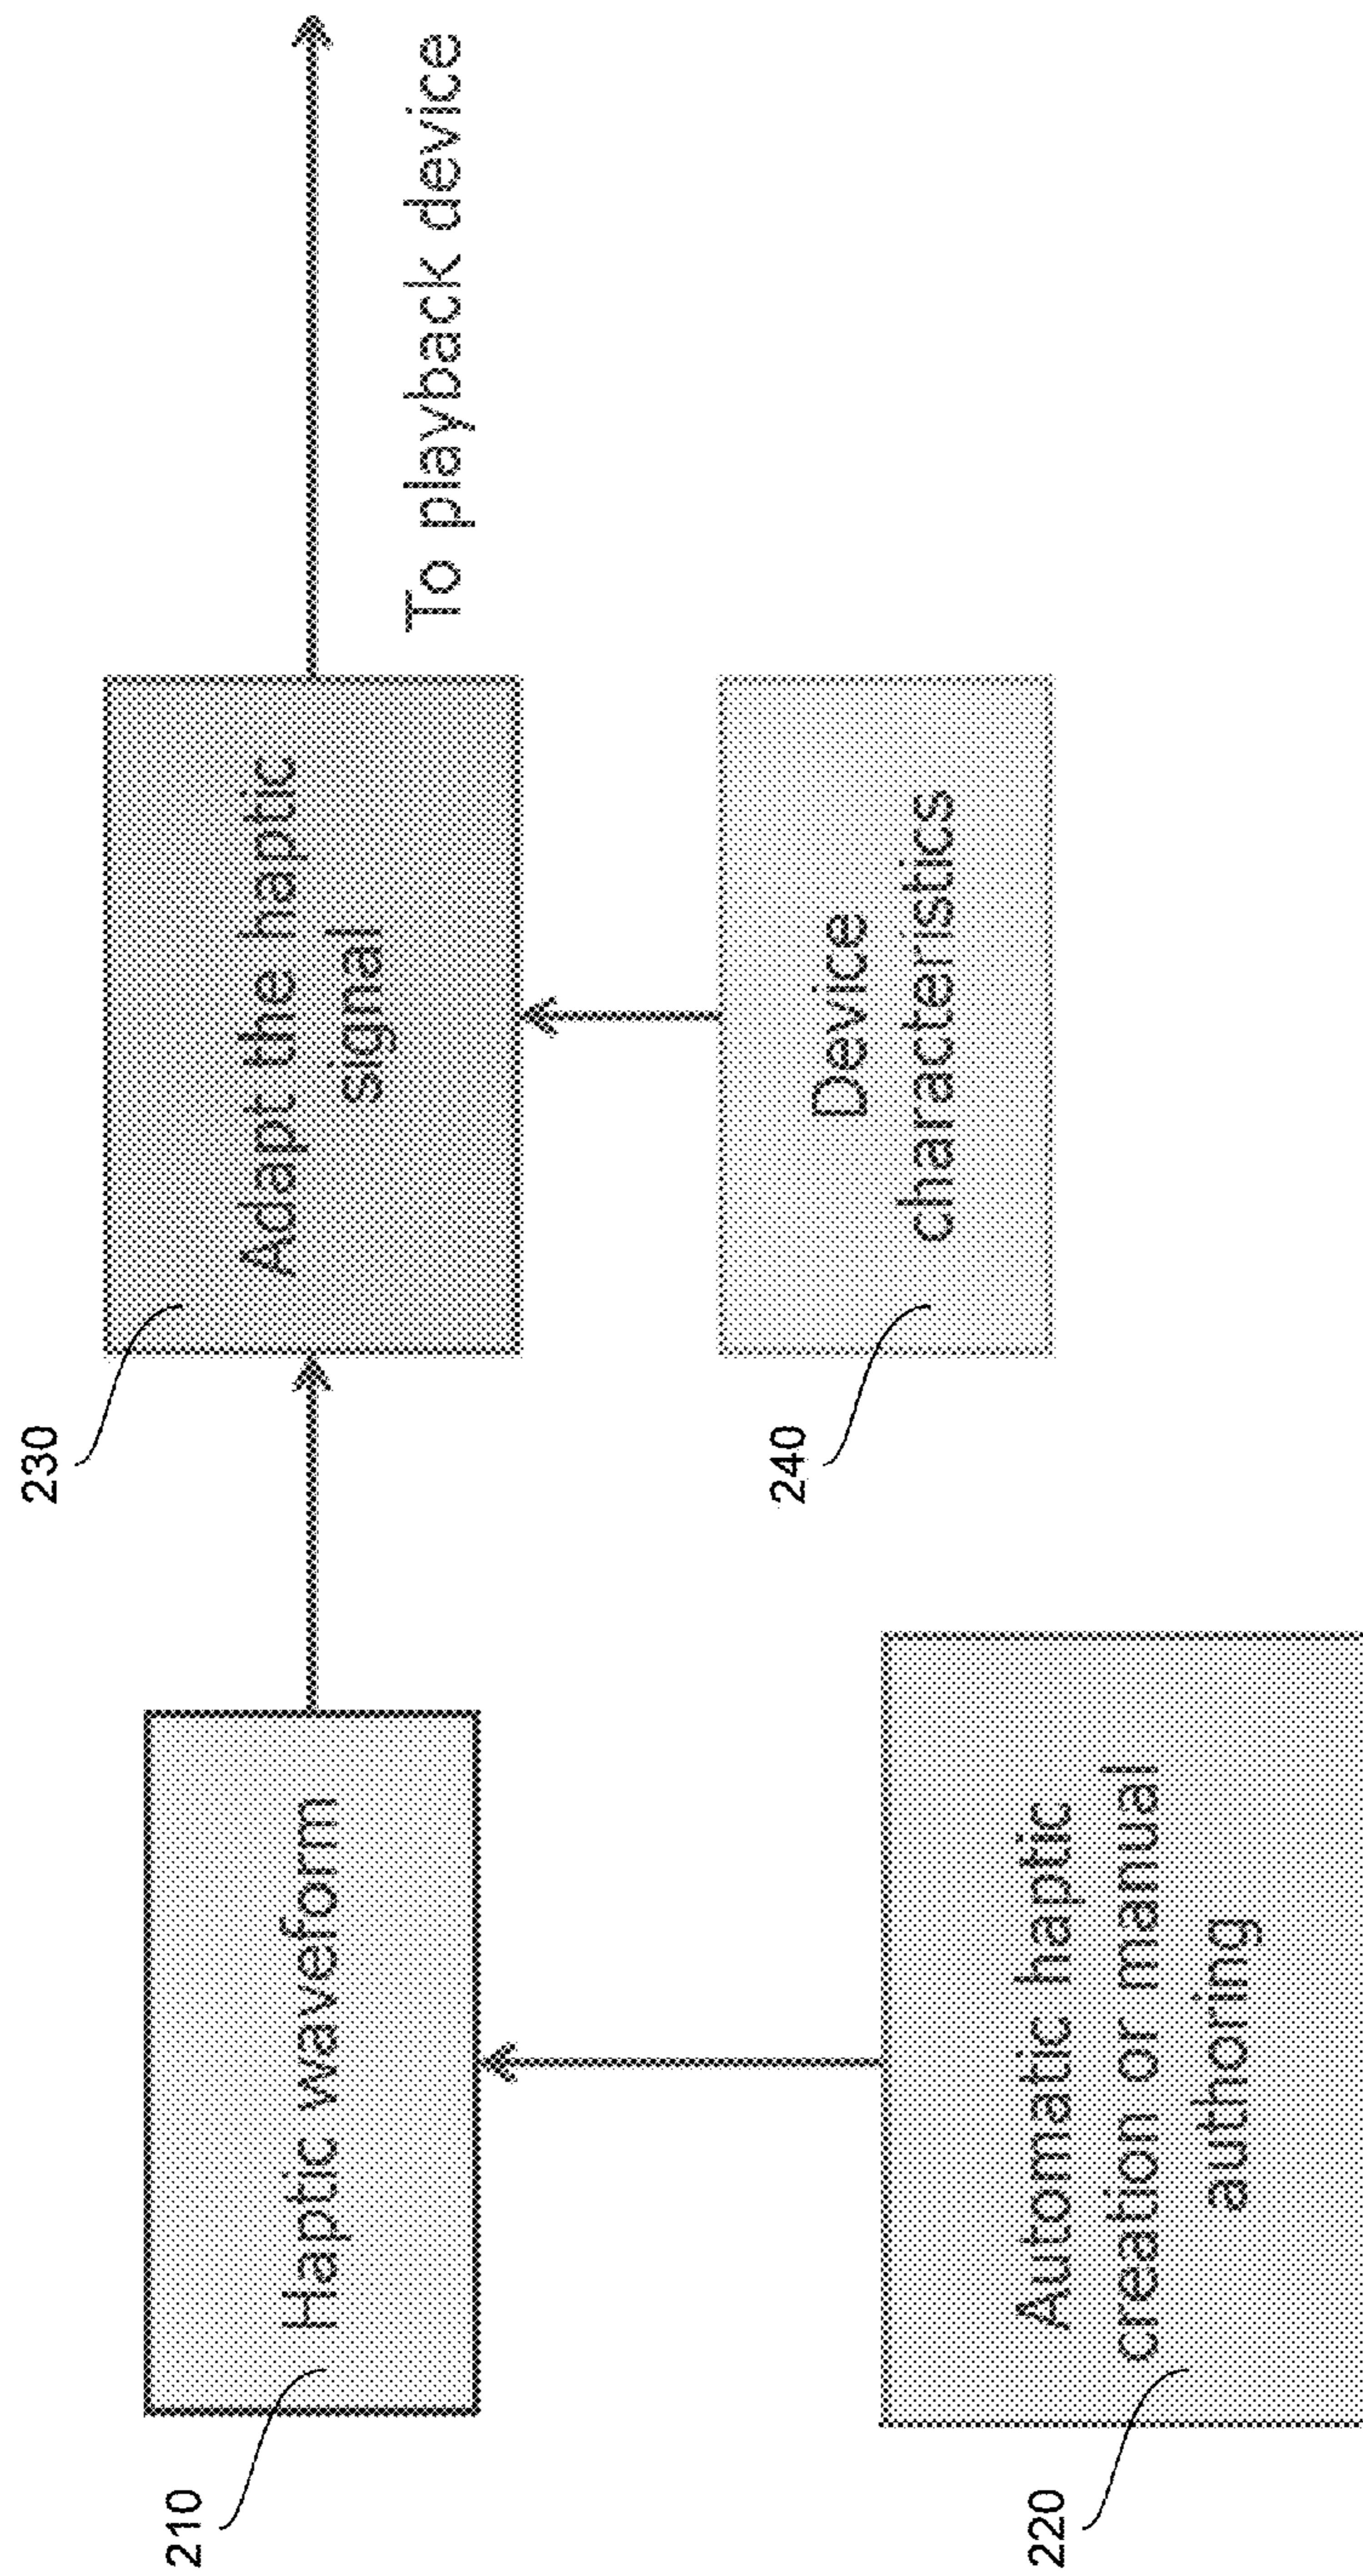 210
Haptic waveform
230
Adapt the haptic
signal
To playback device
220
Automatic haptic
creation or manual
authoring
240
Device
characteristics